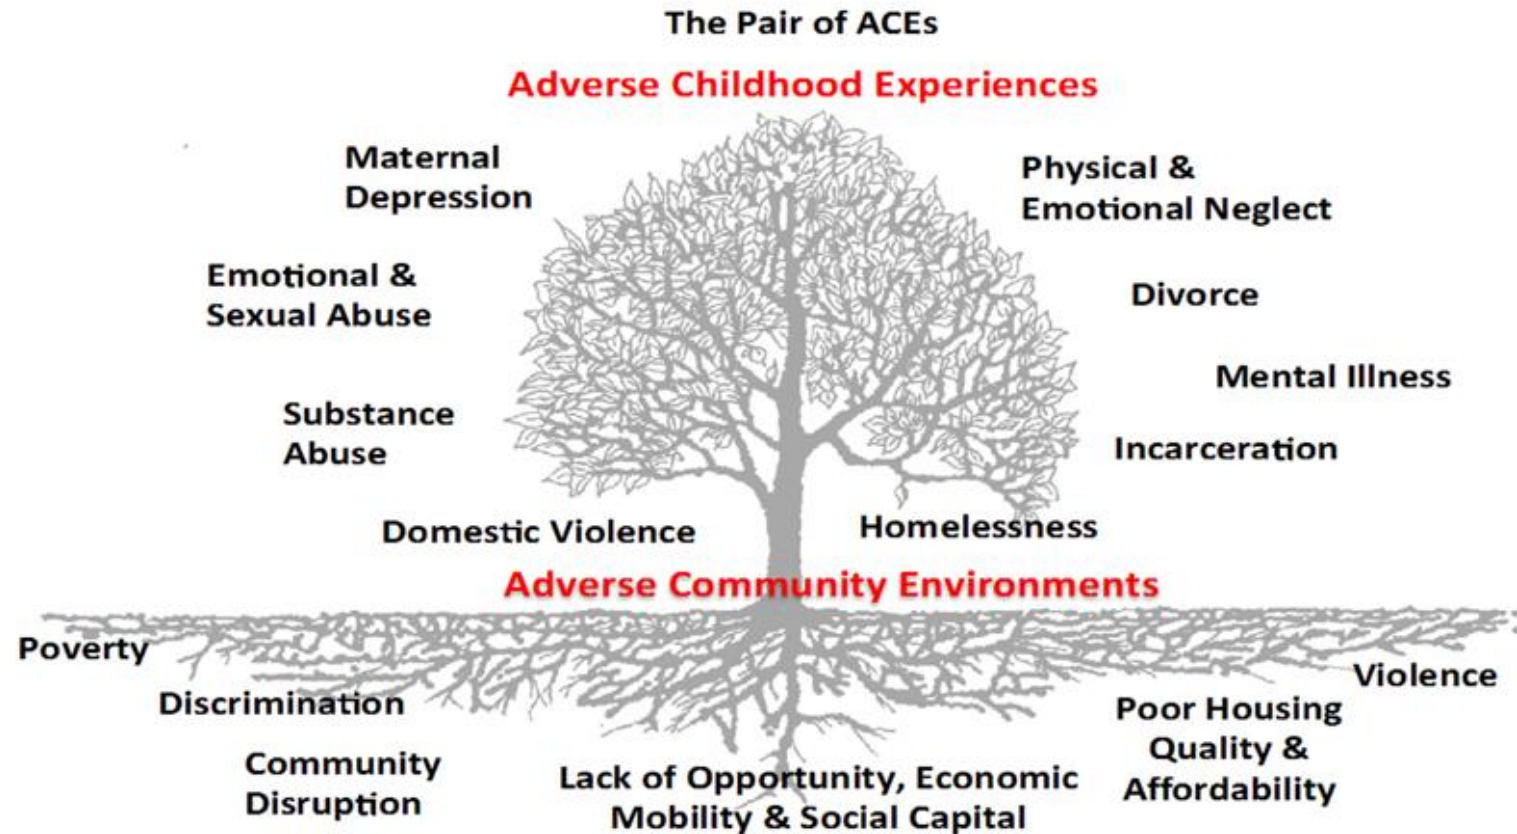 The Pair of ACEs
Adverse Childhood Experiences
Maternal
Depression
Physical &
Emotional Neglect
Emotional &
Sexual Abuse
Divorce
Mental Illness
Substance
Abuse
Incarceration
Domestic Violence
Homelessness
Adverse Community Environments
Poverty
Violence
Discrimination
Poor Housing
Quality &
Affordability
Community
Disruption
Lack of Opportunity, Economic
Mobility & Social Capital